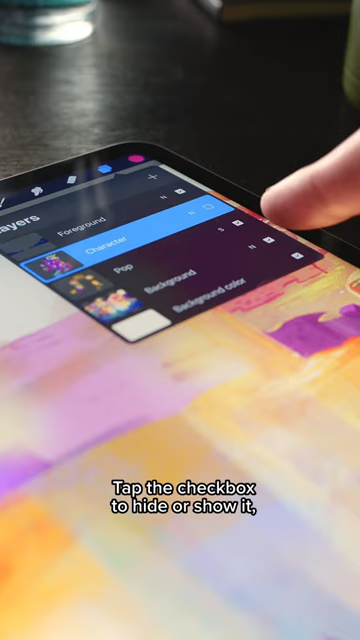 ayers
Foreground
N
Character
N
Pop
S
Background
N
Background color
Tap the checkbox
to hide or show it,